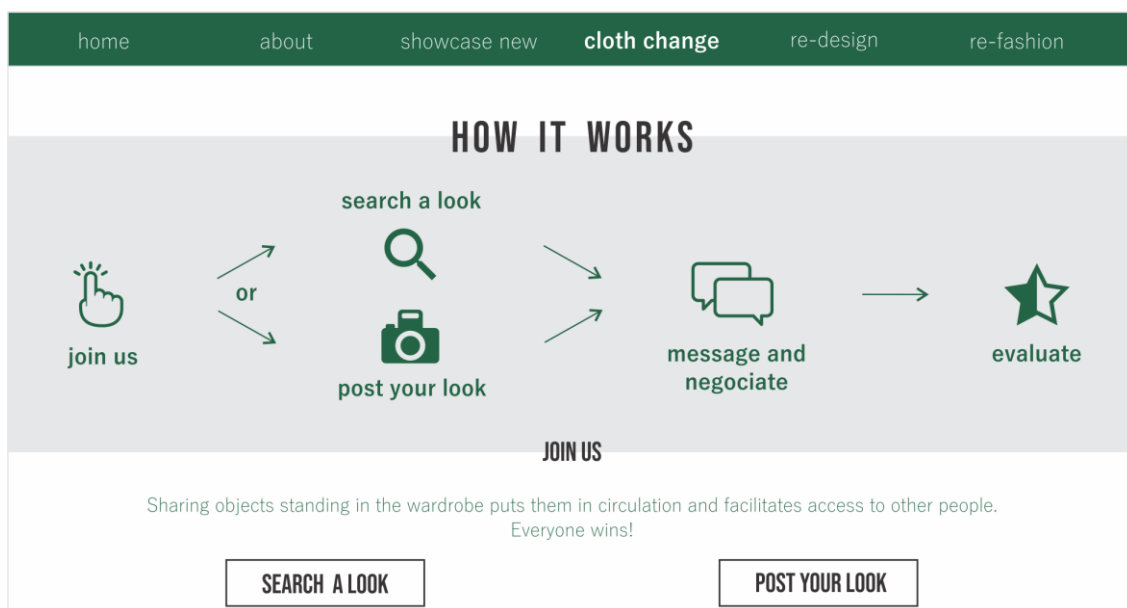 home about showcase new cloth change re-design re-fashion
HOW IT WORKS
search a look
or
join us
post your look
message and
negociate
evaluate
JOIN US
Sharing objects standing in the wardrobe puts them in circulation and facilitates access to other people.
Everyone wins!
SEARCH A LOOK
POST YOUR LOOK